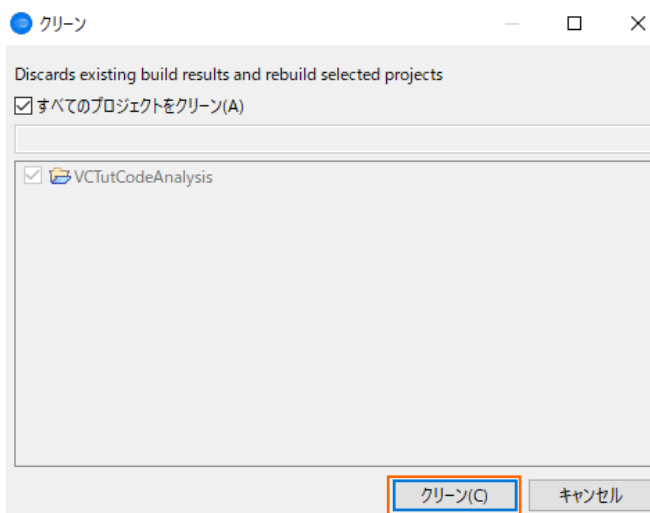 クリーン
Discards existing build results and rebuild selected projects
すべてのプロジェクトをクリーン(A)
VCTutCodeAnalysis
クリーン(C) キャンセル